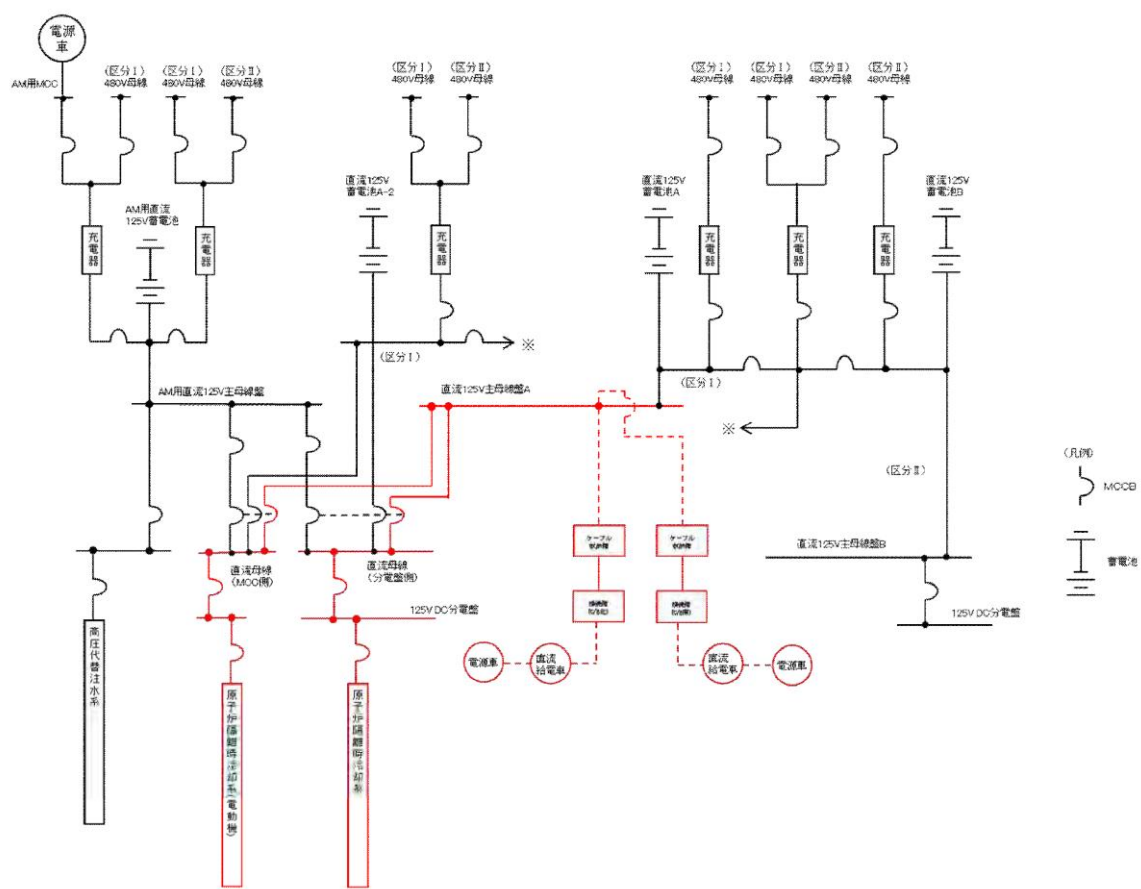 電源
車
AM用MCC
(区分Ⅰ)
480V母線
(区分Ⅰ)
480V母線
(区分Ⅱ)
480V母線
(区分Ⅰ)
480V母線
(区分Ⅱ)
480V母線
(区分Ⅰ)
480V母線
(区分Ⅰ)
480V母線
(区分Ⅱ)
480V母線
(区分Ⅱ)
480V母線
AM用直流
125V蓄電池
直流125V
蓄電池A-2
直流125V
蓄電池A
直流125V
蓄電池B
充電器
充電器
充電器
充電器
充電器
充電器
※
(区分Ⅰ)
(区分Ⅰ)
AM用直流125V主母線盤
直流125V主母線盤A
※
(区分Ⅱ)
(凡例)
MCCB
蓄電池
直流125V主母線盤B
直流母線
(MCC側)
直流母線
(分電盤側)
125V DC分電盤
125V DC分電盤
ケーブル
ケーブル
電源車
直流
給電車
直流
給電車
電源車
高圧代替注水系
原子炉隔離時冷却系(電動機)
原子炉隔離時冷却系